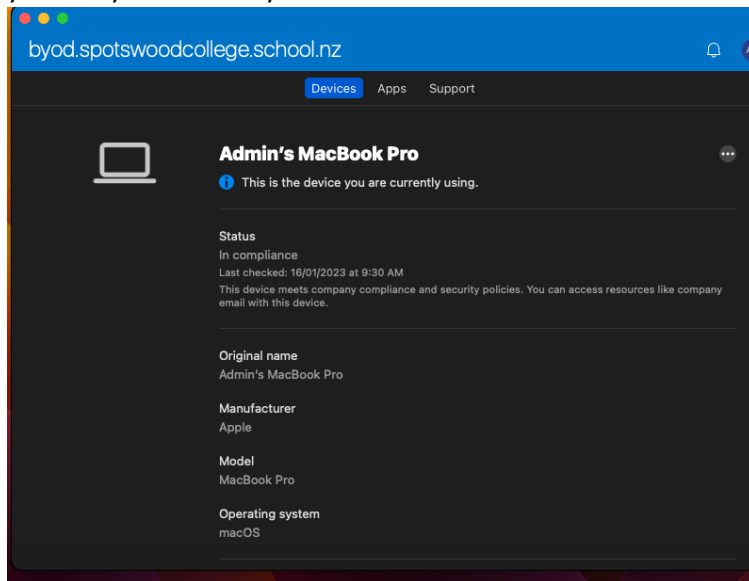 byod.spotswoodcollege.school.nz
Devices Apps Support
Admin's MacBook Pro
This is the device you are currently using.
Status
In compliance
Last checked: 16/01/2023 at 9:30 AM
This device meets company compliance and security policies. You can access resources like company
email with this device.
Original name
Admin's MacBook Pro
Manufacturer
Apple
Model
MacBook Pro
Operating system
macOS